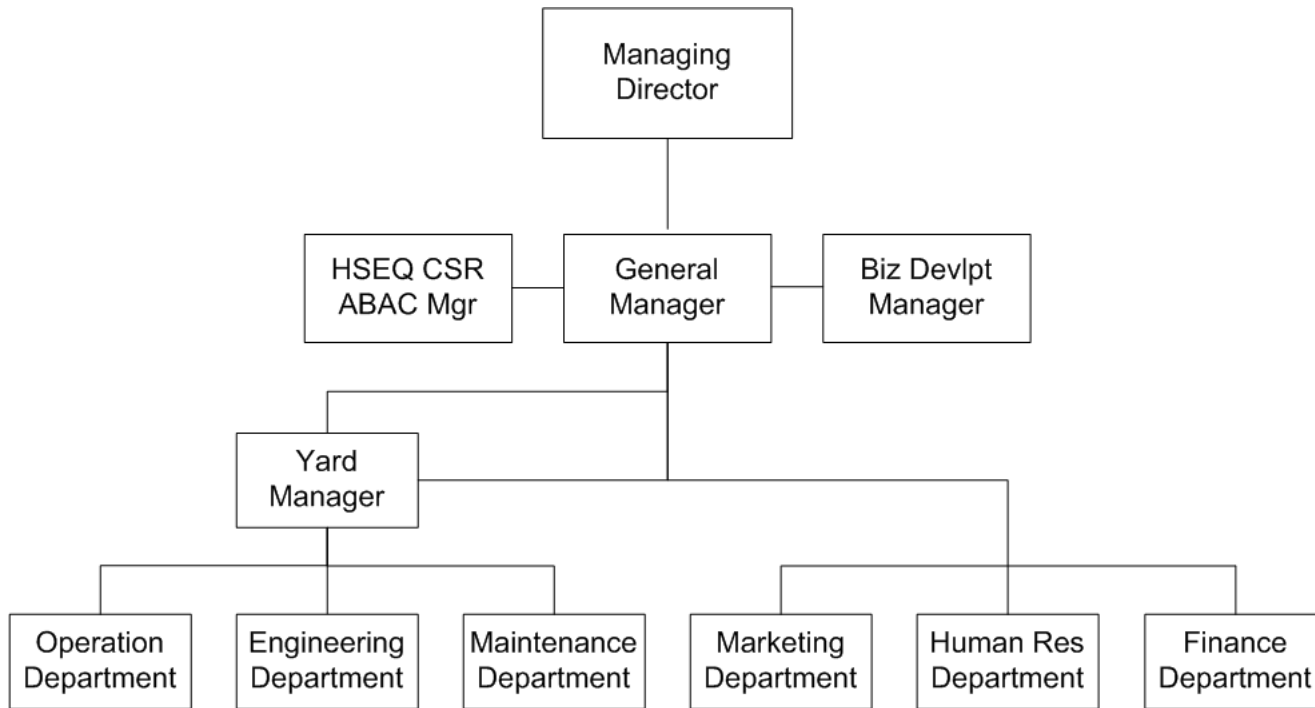 Managing
Director
HSEQ CSR
ABAC Mgr
General
Manager
Biz Devlpt
Manager
Yard
Manager
Operation
Department
Engineering
Department
Maintenance
Department
Marketing
Department
Human Res
Department
Finance
Department